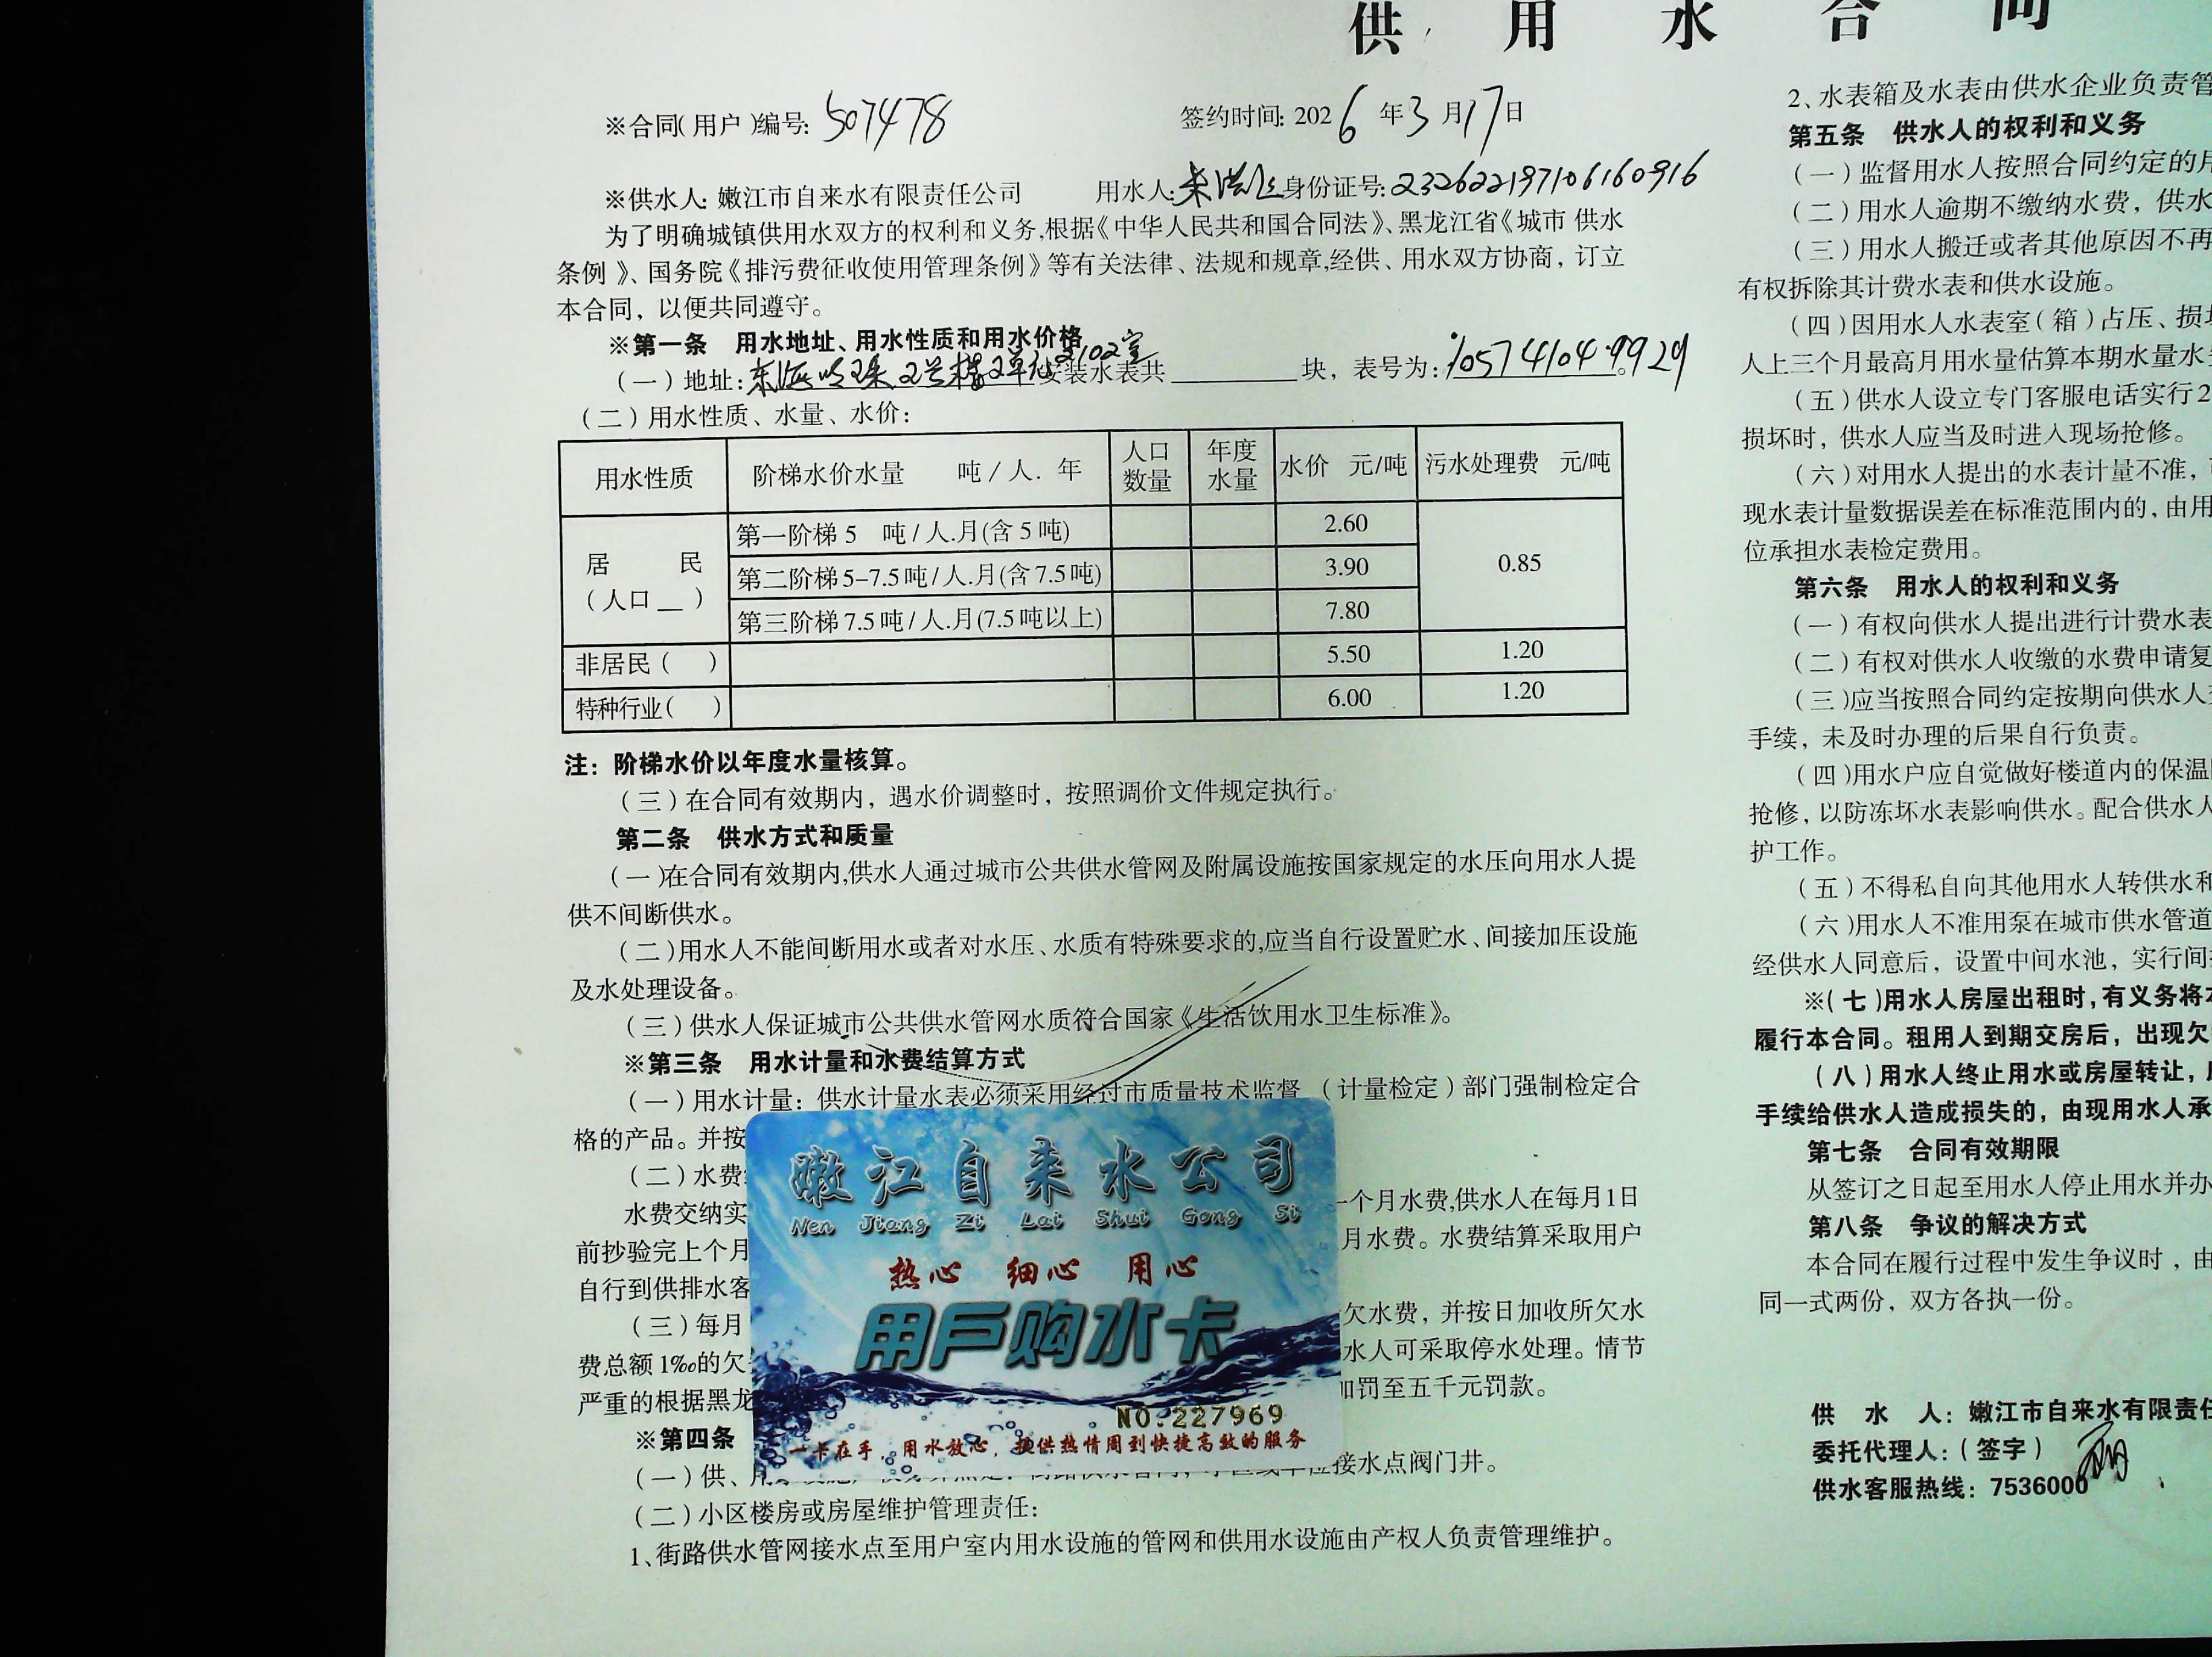 供用水合同
※合同(用户)编号: 507478 签约时间: 2026年3月17日
※供水人: 嫩江市自来水有限责任公司 用水人: 身份证号: 232622197106160916
为了明确城镇供用水双方的权利和义务,根据《中华人民共和国合同法》、黑龙江省《城市 供水
条例》、国务院《排污费征收使用管理条例》等有关法律、法规和规章,经供、用水双方协商，订立
本合同，以便共同遵守。
※第一条 用水地址、用水性质和用水价格
(一)地址: 2号楼2单元2102室 安装水表共 块，表号为: 105741049929
(二)用水性质、水量、水价:
用水性质 阶梯水价水量 吨/人.年 人口数量 年度水量 水价 元/吨 污水处理费 元/吨
居民(人口 ) 第一阶梯 5 吨/人.月(含 5 吨) 2.60 0.85
第二阶梯 5-7.5吨/人.月(含 7.5吨) 3.90
第三阶梯 7.5吨/人.月(7.5吨以上) 7.80
非居民( ) 5.50 1.20
特种行业( ) 6.00 1.20
注：阶梯水价以年度水量核算。
(三)在合同有效期内，遇水价调整时，按照调价文件规定执行。
第二条 供水方式和质量
(一)在合同有效期内,供水人通过城市公共供水管网及附属设施按国家规定的水压向用水人提
供不间断供水。
(二)用水人不能间断用水或者对水压、水质有特殊要求的,应当自行设置贮水、间接加压设施
及水处理设备。
(三)供水人保证城市公共供水管网水质符合国家《生活饮用水卫生标准》。
※第三条 用水计量和水费结算方式
(一)用水计量：供水计量水表必须采用经过市质量技术监督（计量检定）部门强制检定合
格的产品。并按
(二)水费
水费交纳实 一个月水费,供水人在每月1日
前抄验完上个月 月水费。水费结算采取用户
自行到供排水客
(三)每月 欠水费，并按日加收所欠水
费总额 1‰的欠 水人可采取停水处理。情节
严重的根据黑龙 加罚至五千元罚款。
※第四条
(一)供、用 接水点阀门井。
(二)小区楼房或房屋维护管理责任:
1、街路供水管网接水点至用户室内用水设施的管网和供用水设施由产权人负责管理维护。
嫩江自来水公司
Nen Jiang Zi Lai Shui Gong Si
热心 细心 用心
用户购水卡
NO.227969
一卡在手，用水放心，提供热情周到快捷高效的服务
2、水表箱及水表由供水企业负责管
第五条 供水人的权利和义务
(一)监督用水人按照合同约定的用
(二)用水人逾期不缴纳水费，供水
(三)用水人搬迁或者其他原因不再
有权拆除其计费水表和供水设施。
(四)因用水人水表室(箱)占压、损
人上三个月最高月用水量估算本期水量水
(五)供水人设立专门客服电话实行2
损坏时，供水人应当及时进入现场抢修。
(六)对用水人提出的水表计量不准，
现水表计量数据误差在标准范围内的,由用
位承担水表检定费用。
第六条 用水人的权利和义务
(一)有权向供水人提出进行计费水表
(二)有权对供水人收缴的水费申请复
(三)应当按照合同约定按期向供水人
手续，未及时办理的后果自行负责。
(四)用水户应自觉做好楼道内的保温
抢修,以防冻坏水表影响供水。配合供水人
护工作。
(五)不得私自向其他用水人转供水和
(六)用水人不准用泵在城市供水管道
经供水人同意后，设置中间水池，实行间
※(七)用水人房屋出租时,有义务将本
履行本合同。租用人到期交房后，出现欠
(八)用水人终止用水或房屋转让，
手续给供水人造成损失的，由现用水人承
第七条 合同有效期限
从签订之日起至用水人停止用水并办
第八条 争议的解决方式
本合同在履行过程中发生争议时，由
同一式两份，双方各执一份。
供 水 人：嫩江市自来水有限责任
委托代理人:(签字)
供水客服热线：7536000